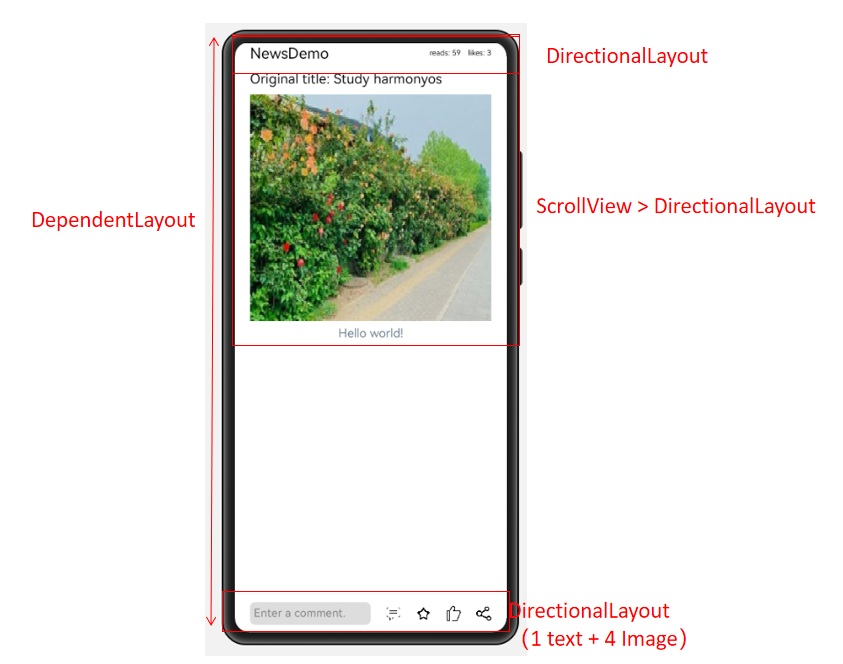 NewsDemo reads: 59 likes: 3
DirectionalLayout
Original title: Study harmonyos
ScrollView > DirectionalLayout
DependentLayout
Hello world!
Enter a comment.
DirectionalLayout
(1 text + 4 Image)